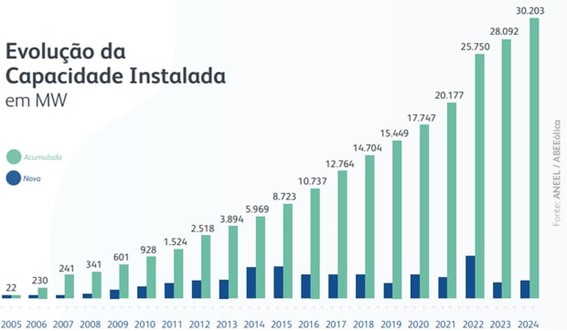 Evolução da
Capacidade Instalada
em MW
Acumulada
Nova
22
230
241
341
601
928
1.524
2.518
3.894
5.969
8.723
10.737
12.764
14.704
15.449
17.747
20.177
25.750
28.092
30.203
2005 2006 2007 2008 2009 2010 2011 2012 2013 2014 2015 2016 2017 2018 2019 2020 2021 2022 2023 2024
Fonte: ANEEL / ABEEólica